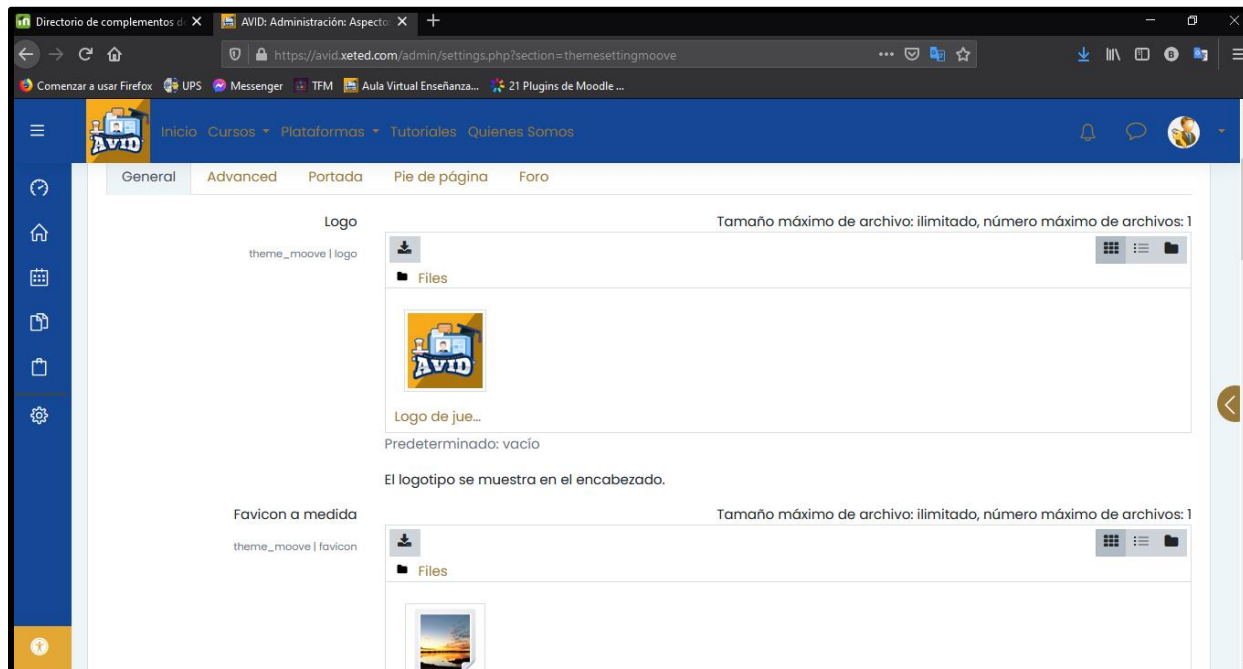 Directorio de complementos d
AVID: Administración: Aspecto
https://avid.xeted.com/admin/settings.php?section=themesettingmoove
Comenzar a usar Firefox UPS Messenger TFM Aula Virtual Enseñanza... 21 Plugins de Moodle ...
AVID Inicio Cursos Plataformas Tutoriales Quienes Somos
General Advanced Portada Pie de página Foro
Logo Tamaño máximo de archivo: ilimitado, número máximo de archivos: 1
theme_moove | logo
Files
AVID
Logo de jue...
Predeterminado: vacío
El logotipo se muestra en el encabezado.
Favicon a medida Tamaño máximo de archivo: ilimitado, número máximo de archivos: 1
theme_moove | favicon
Files